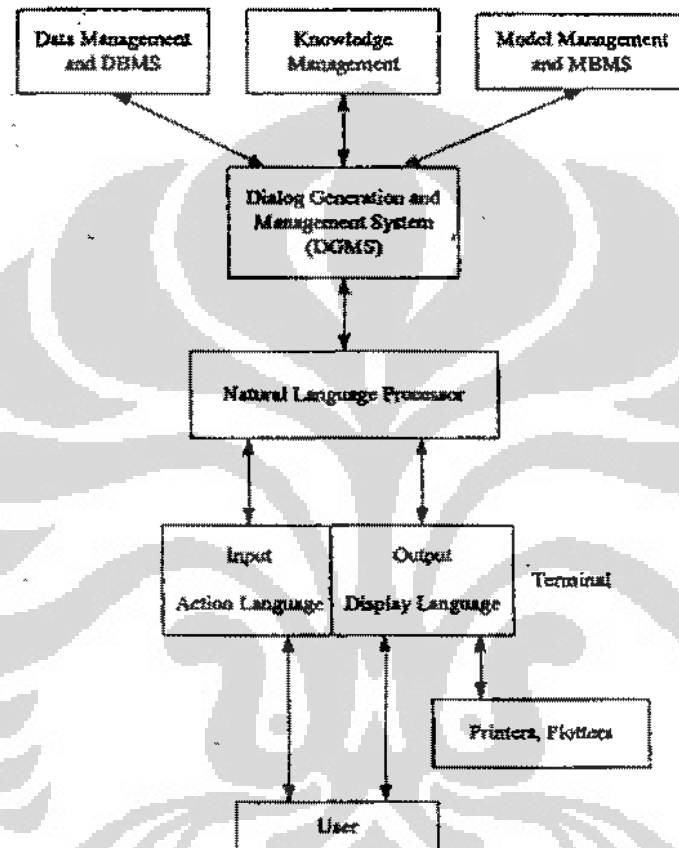 Data Management
and DBMS
Knowledge
Management
Model Management
and MBMS
Dialog Generation and
Management System
(DGMS)
Natural Language Processor
Input
Action Language
Output
Display Language
Terminal
Printers, Plotters
User